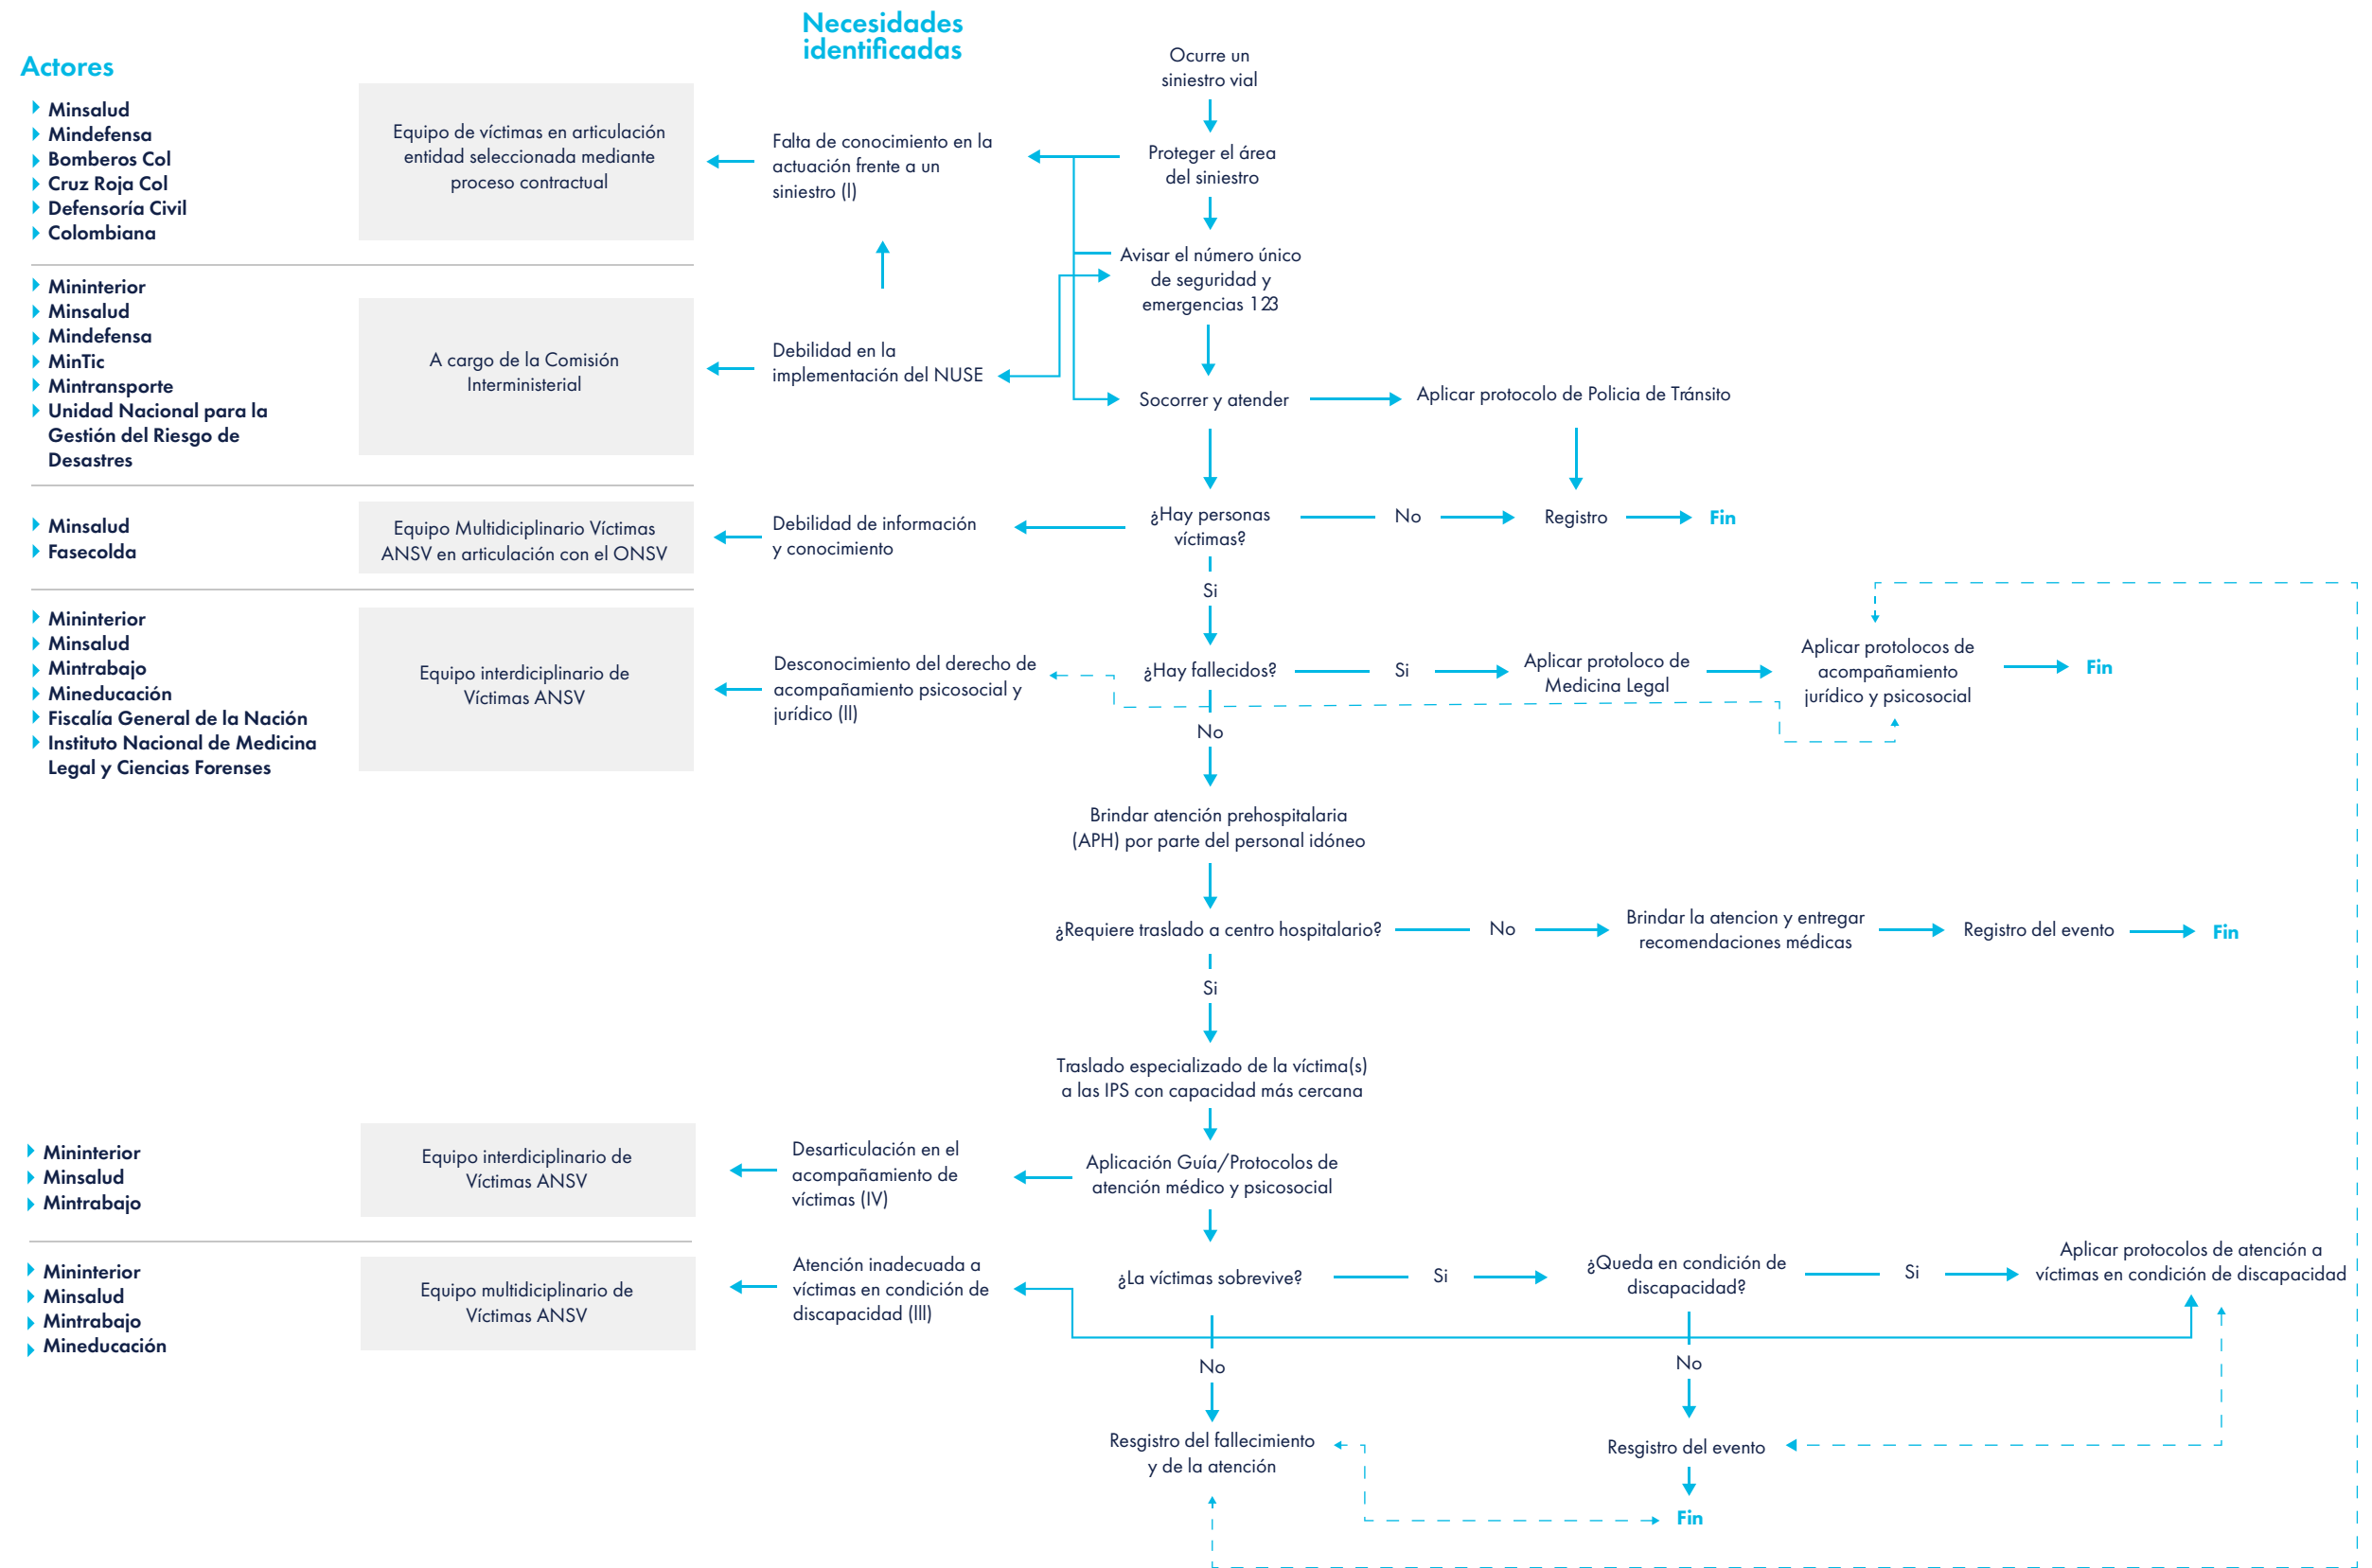 Necesidades
identificadas
Actores
Minsalud
Mindefensa
Bomberos Col
Cruz Roja Col
Defensoría Civil
Colombiana
Equipo de víctimas en articulación
entidad seleccionada mediante
proceso contractual
Falta de conocimiento en la
actuación frente a un
siniestro (I)
Ocurre un
siniestro vial
Proteger el área
del siniestro
Avisar el número único
de seguridad y
emergencias 123
Mininterior
Minsalud
Mindefensa
MinTic
Mintransporte
Unidad Nacional para la
Gestión del Riesgo de
Desastres
A cargo de la Comisión
Interministerial
Debilidad en la
implementación del NUSE
Socorrer y atender
Aplicar protocolo de Policia de Tránsito
Minsalud
Fasecolda
Equipo Multidiciplinario Víctimas
ANSV en articulación con el ONSV
Debilidad de información
y conocimiento
¿Hay personas
víctimas?
No
Registro
Fin
Si
Mininterior
Minsalud
Mintrabajo
Mineducación
Fiscalía General de la Nación
Instituto Nacional de Medicina
Legal y Ciencias Forenses
Equipo interdiciplinario de
Víctimas ANSV
Desconocimiento del derecho de
acompañamiento psicosocial y
jurídico (II)
¿Hay fallecidos?
Si
Aplicar protoloco de
Medicina Legal
Aplicar protolocos de
acompañamiento
jurídico y psicosocial
Fin
No
Brindar atención prehospitalaria
(APH) por parte del personal idóneo
¿Requiere traslado a centro hospitalario?
No
Brindar la atencion y entregar
recomendaciones médicas
Registro del evento
Fin
Si
Traslado especializado de la víctima(s)
a las IPS con capacidad más cercana
Mininterior
Minsalud
Mintrabajo
Equipo interdiciplinario de
Víctimas ANSV
Desarticulación en el
acompañamiento de
víctimas (IV)
Aplicación Guía/Protocolos de
atención médico y psicosocial
Mininterior
Minsalud
Mintrabajo
Mineducación
Equipo multidiciplinario de
Víctimas ANSV
Atención inadecuada a
víctimas en condición de
discapacidad (III)
¿La víctimas sobrevive?
Si
¿Queda en condición de
discapacidad?
Si
Aplicar protocolos de atención a
víctimas en condición de discapacidad
No
No
Resgistro del fallecimiento
y de la atención
Resgistro del evento
Fin